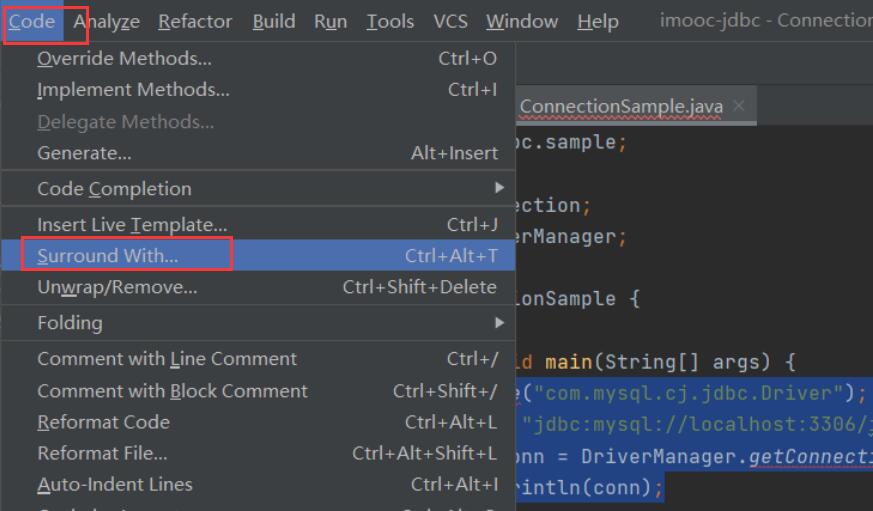 Code Analyze Refactor Build Run Tools VCS Window Help imooc-jdbc - Connection
Override Methods... Ctrl+O
Implement Methods... Ctrl+I
Delegate Methods...
Generate... Alt+Insert
Code Completion
Insert Live Template... Ctrl+J
Surround With... Ctrl+Alt+T
Unwrap/Remove... Ctrl+Shift+Delete
Folding
Comment with Line Comment Ctrl+/
Comment with Block Comment Ctrl+Shift+/
Reformat Code Ctrl+Alt+L
Reformat File... Ctrl+Alt+Shift+L
Auto-Indent Lines Ctrl+Alt+I
ConnectionSample.java
oc.sample;
ection;
erManager;
onSample {
id main(String[] args) {
e("com.mysql.cj.jdbc.Driver");
"jdbc:mysql://localhost:3306/
onn = DriverManager.getConnecti
rintln(conn);